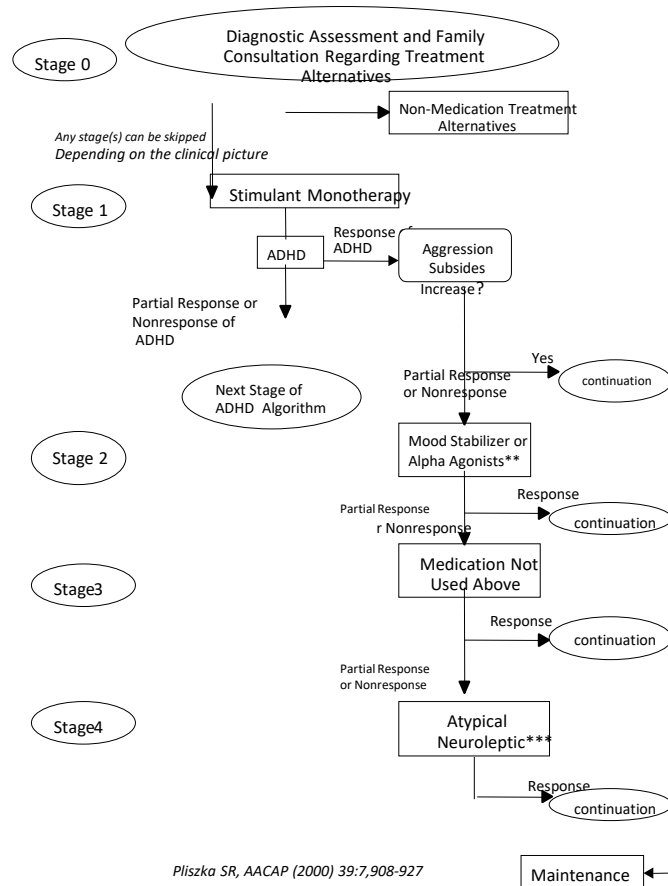 Diagnostic Assessment and Family
Consultation Regarding Treatment
Alternatives
Stage 0
Non-Medication Treatment
Alternatives
Any stage(s) can be skipped
Depending on the clinical picture
Stage 1
Stimulant Monotherapy
ADHD
Response of
ADHD
Aggression
Subsides
Increase?
Partial Response or
Nonresponse of
ADHD
Yes
continuation
Next Stage of
ADHD Algorithm
Partial Response
or Nonresponse
Stage 2
Mood Stabilizer or
Alpha Agonists**
Response
continuation
Partial Response
r Nonresponse
Stage3
Medication Not
Used Above
Response
continuation
Partial Response
or Nonresponse
Stage4
Atypical
Neuroleptic***
Response
continuation
Pliszka SR, AACAP (2000) 39:7,908-927
Maintenance